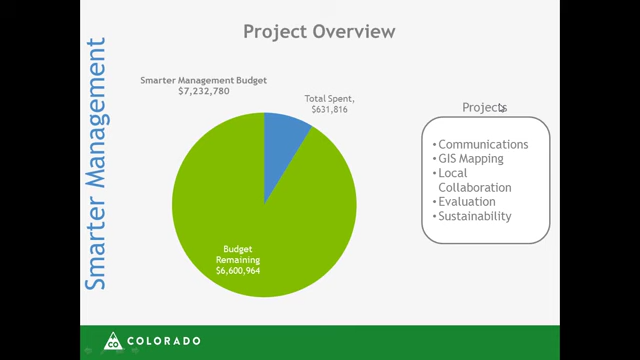 Project Overview
Smarter Management
Smarter Management Budget
$7,232,780
Total Spent,
$631,816
Budget
Remaining
$6,600,964
Projects
• Communications
• GIS Mapping
• Local
Collaboration
• Evaluation
• Sustainability
CO
COLORADO